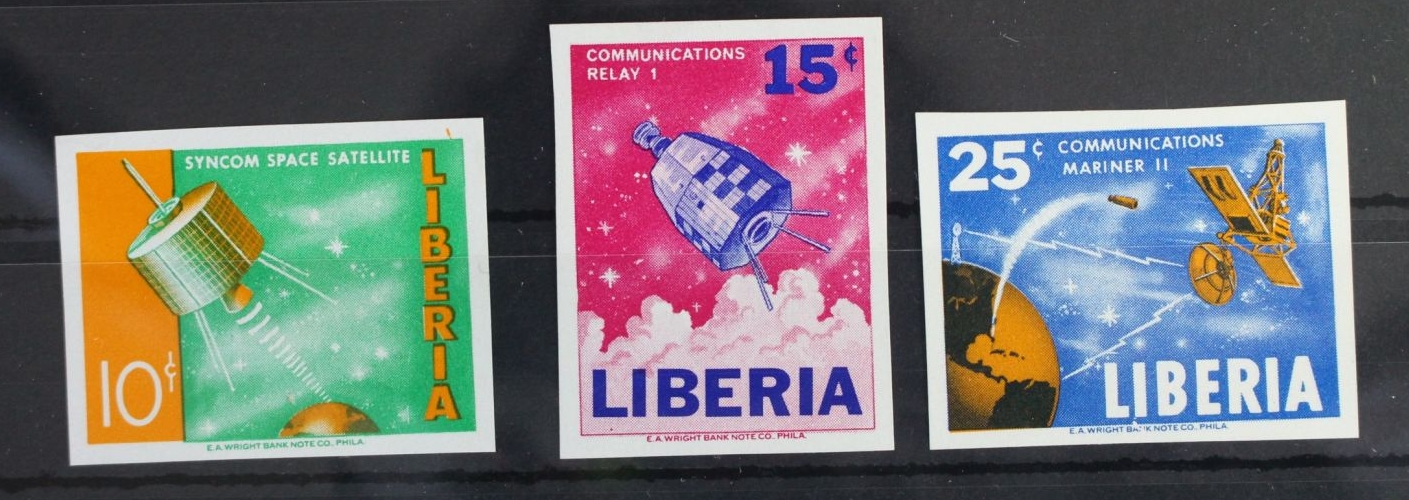 SYNCOM SPACE SATELLITE
LIBERIA
10¢
E.A. WRIGHT BANK NOTE CO., PHILA.
COMMUNICATIONS
RELAY 1
15¢
LIBERIA
E.A. WRIGHT BANK NOTE CO., PHILA.
25¢ COMMUNICATIONS
MARINER II
LIBERIA
E.A. WRIGHT BANK NOTE CO., PHILA.